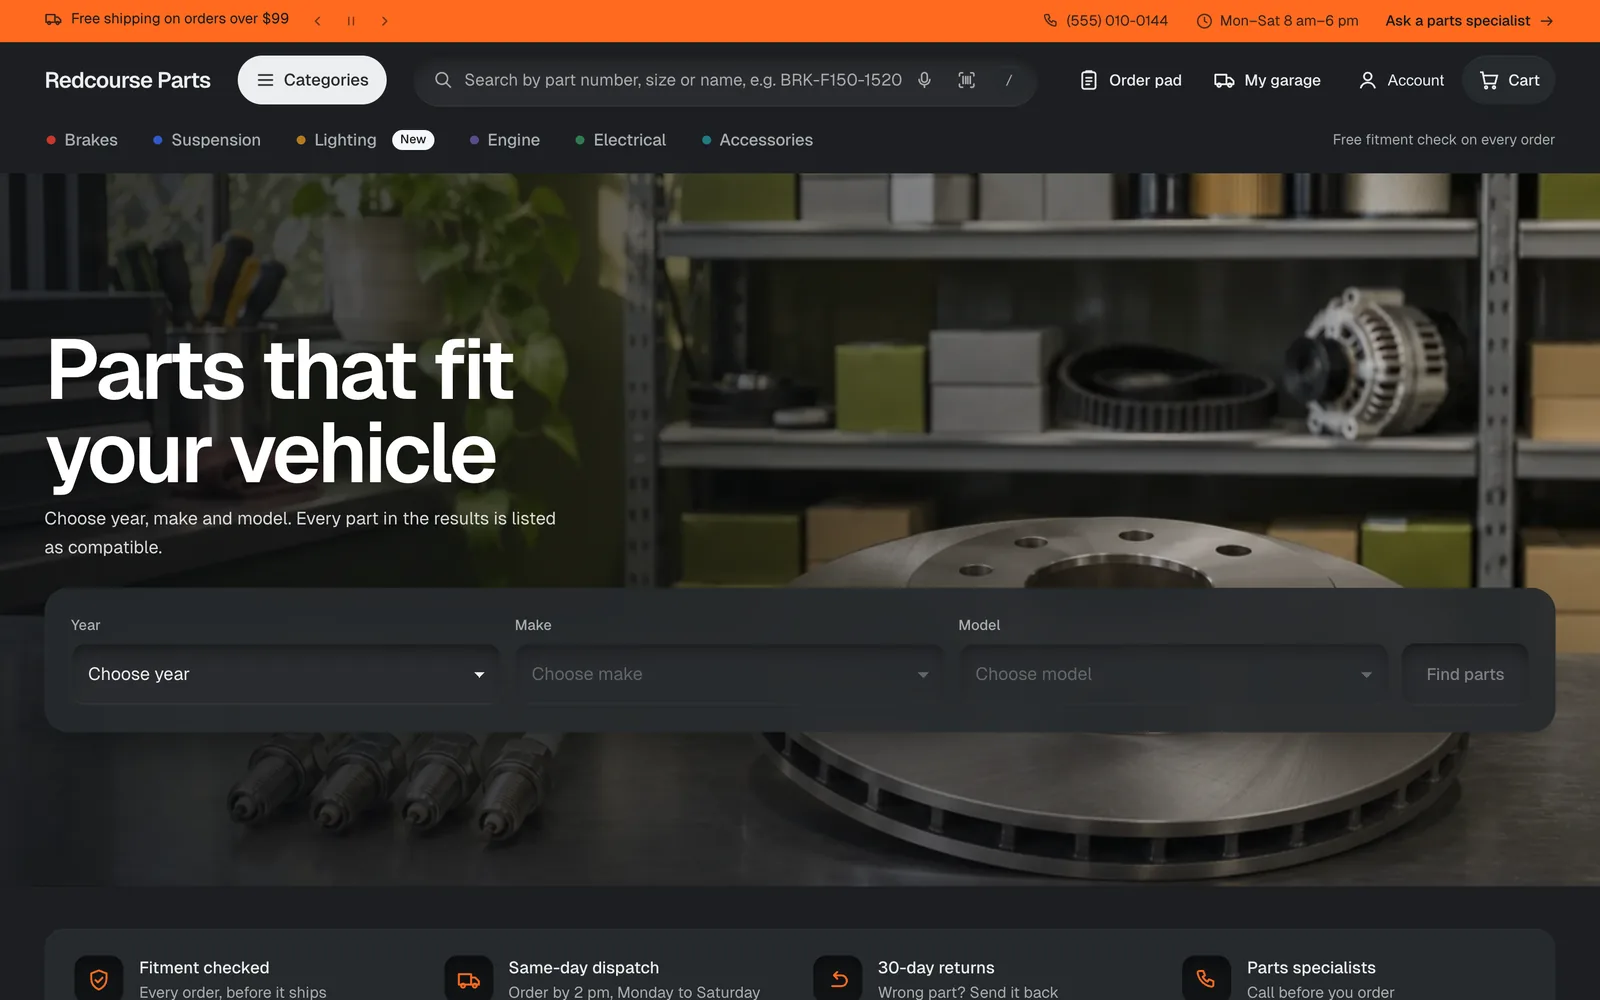 Free shipping on orders over $99
(555) 010-0144
Mon–Sat 8 am–6 pm
Ask a parts specialist →
Redcourse Parts
Categories
Search by part number, size or name, e.g. BRK-F150-1520
/
Order pad
My garage
Account
Cart
Brakes
Suspension
Lighting
New
Engine
Electrical
Accessories
Free fitment check on every order
Parts that fit
your vehicle
Choose year, make and model. Every part in the results is listed
as compatible.
Year
Make
Model
Choose year
Choose make
Choose model
Find parts
Fitment checked
Every order, before it ships
Same-day dispatch
Order by 2 pm, Monday to Saturday
30-day returns
Wrong part? Send it back
Parts specialists
Call before you order